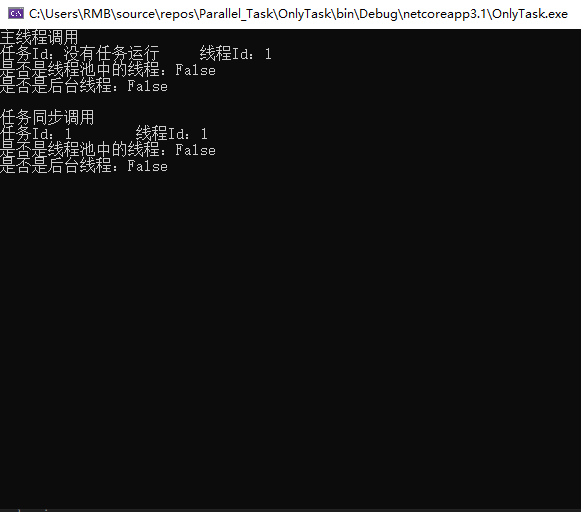 C:\Users\RMB\source\repos\Parallel_Task\OnlyTask\bin\Debug\netcoreapp3.1\OnlyTask.exe
主线程调用
任务Id：没有任务运行     线程Id：1
是否是线程池中的线程：False
是否是后台线程：False
任务同步调用
任务Id：1        线程Id：1
是否是线程池中的线程：False
是否是后台线程：False